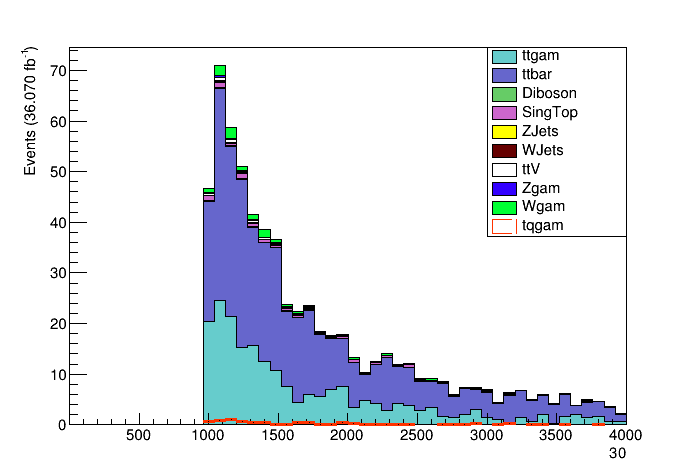 Events (36.070 fb⁻¹)
70
60
50
40
30
20
10
0
ttgam
ttbar
Diboson
SingTop
ZJets
WJets
ttV
Zgam
Wgam
tqgam
500 1000 1500 2000 2500 3000 3500 4000
30